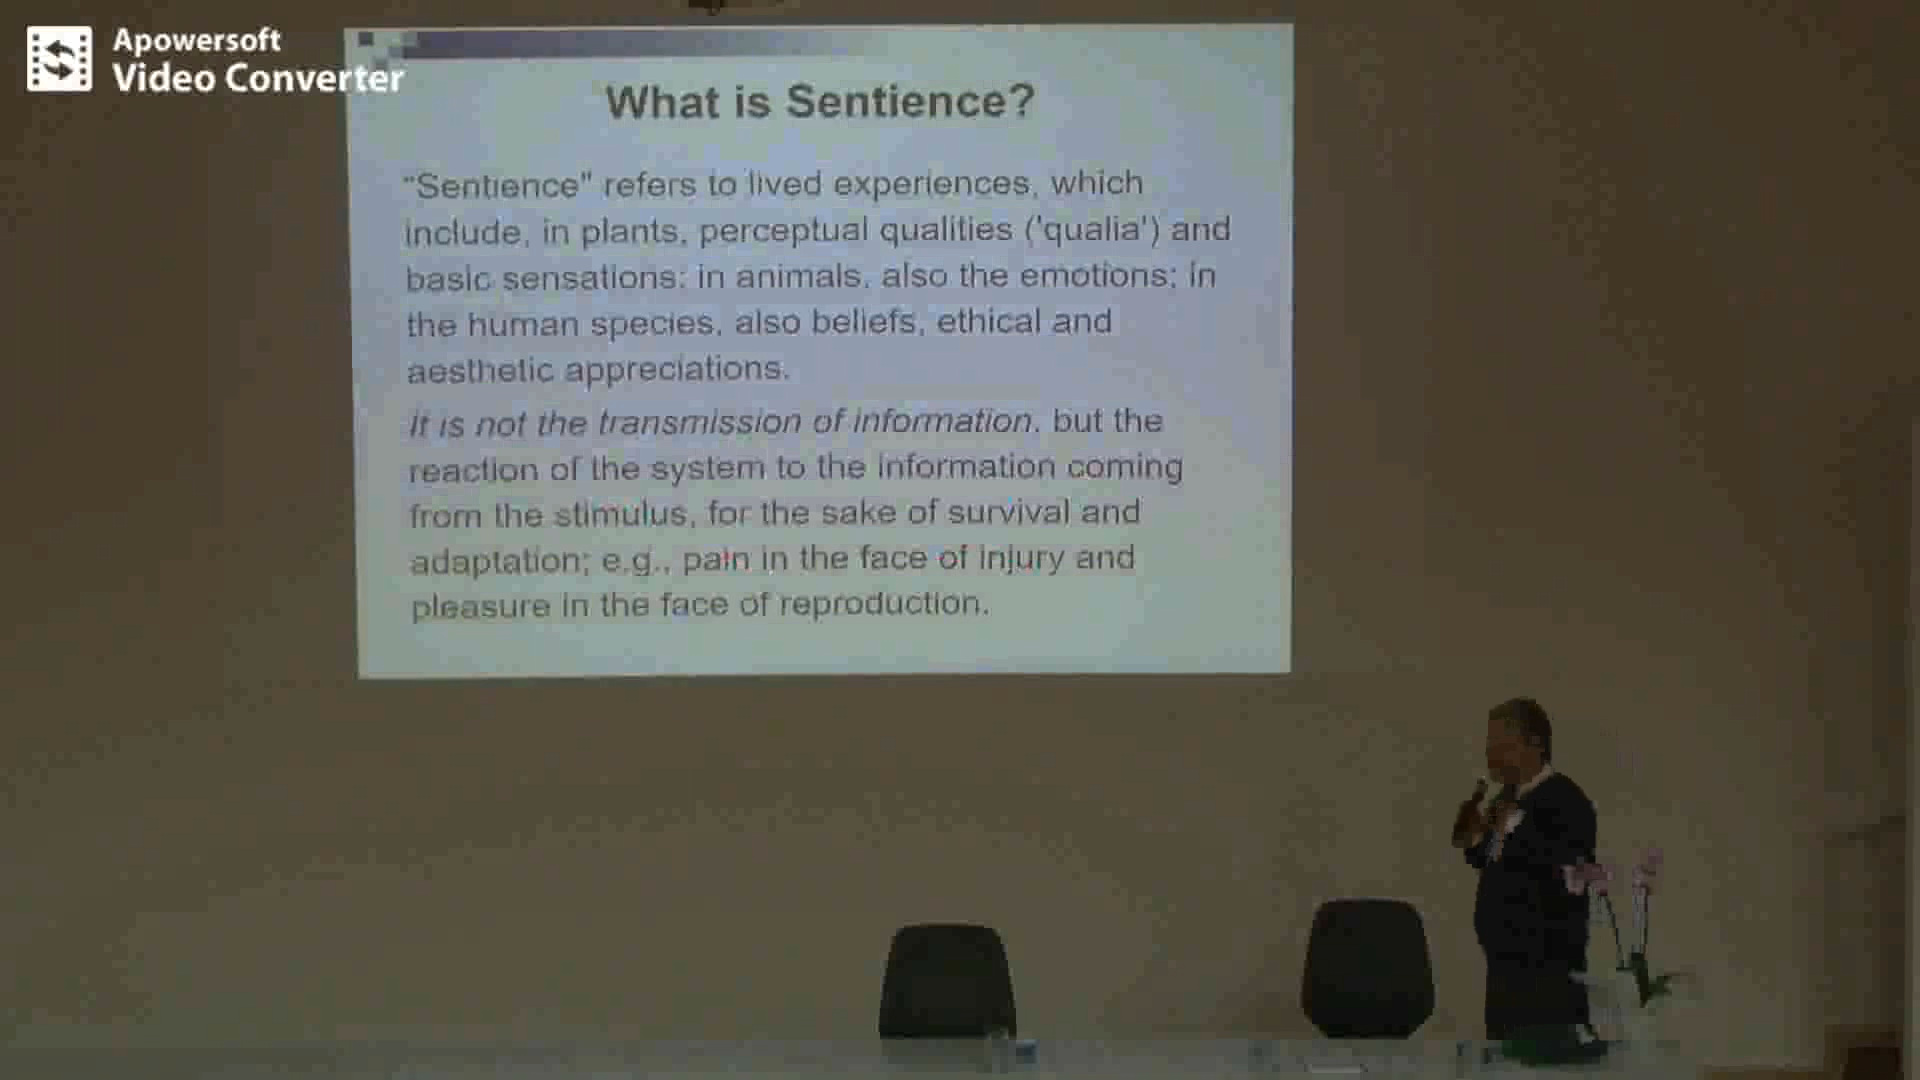 Apowersoft
Video Converter
What is Sentience?
"Sentience" refers to lived experiences, which
include, in plants, perceptual qualities ('qualia') and
basic sensations; in animals, also the emotions; in
the human species, also beliefs, ethical and
aesthetic appreciations.
It is not the transmission of information, but the
reaction of the system to the information coming
from the stimulus, for the sake of survival and
adaptation; e.g., pain in the face of injury and
pleasure in the face of reproduction.